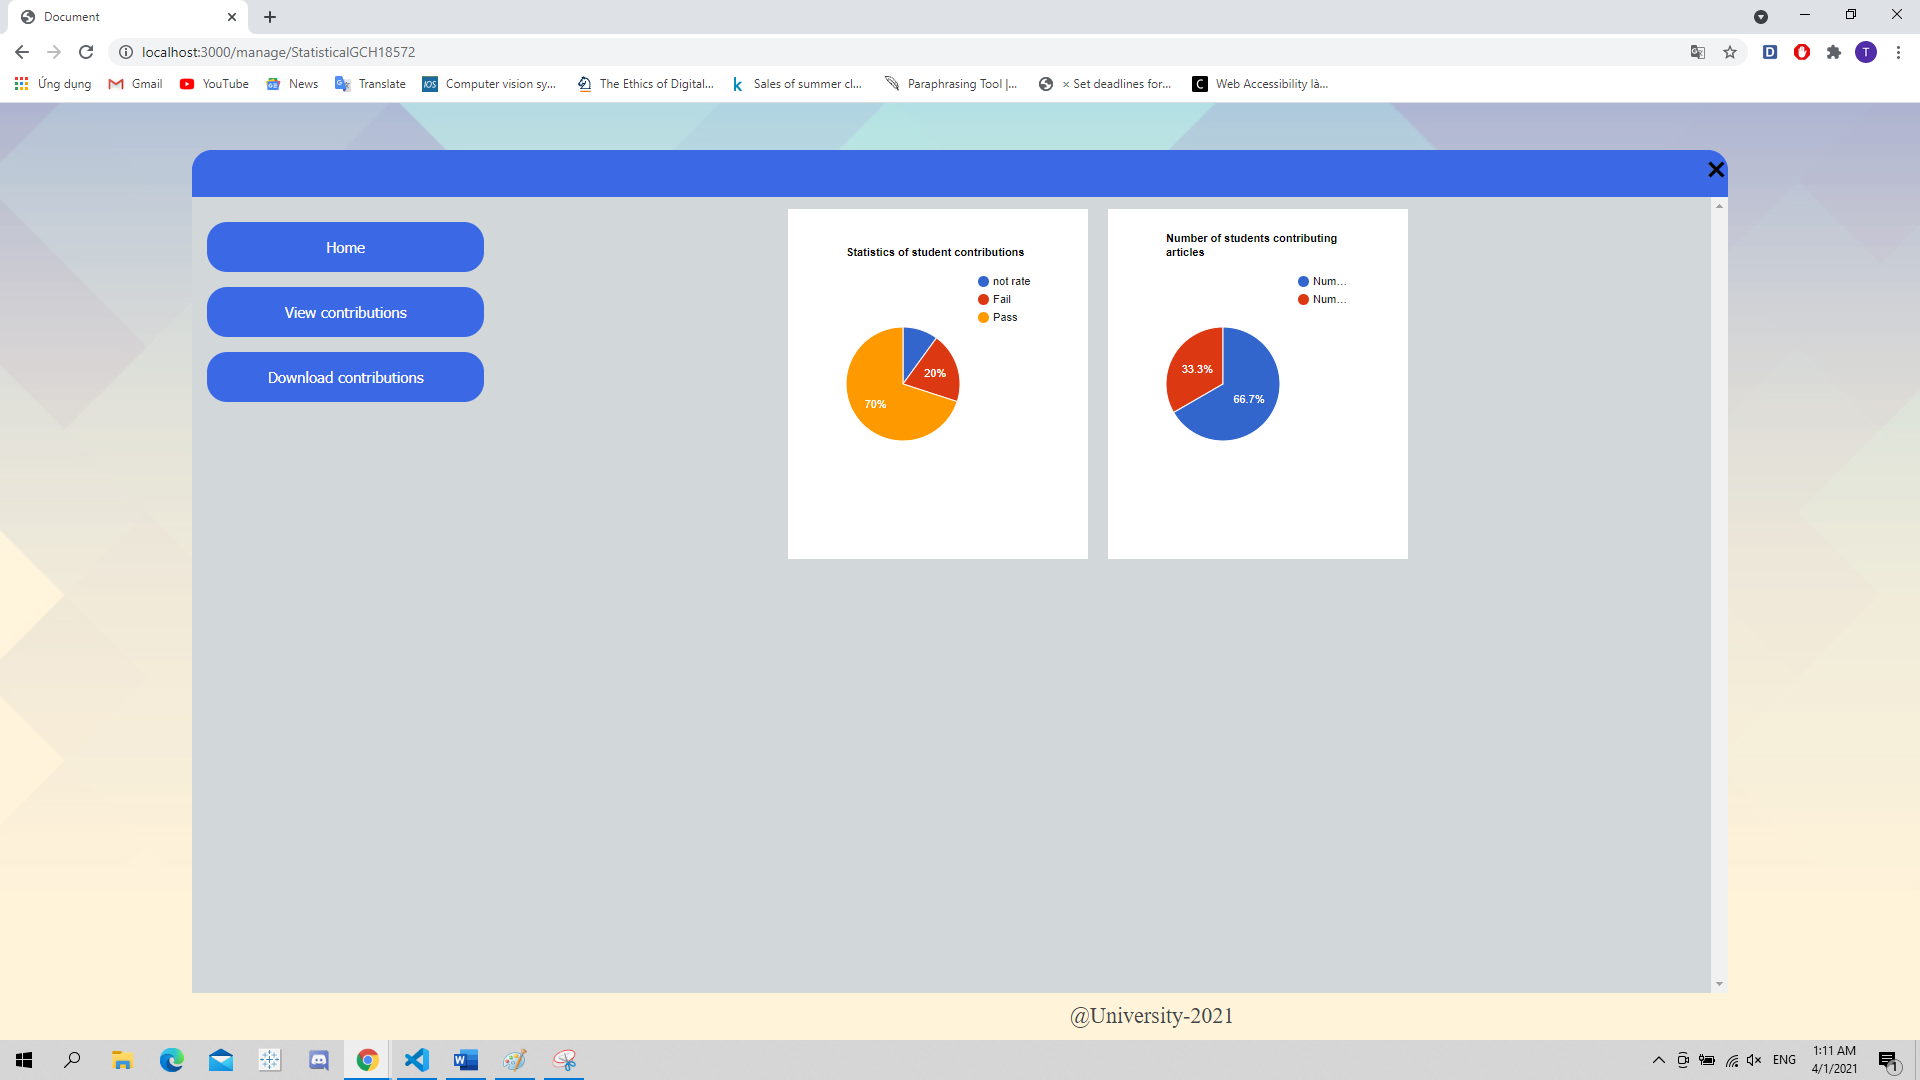 Document
localhost:3000/manage/StatisticalGCH18572
Ứng dụng
Gmail
YouTube
News
Translate
Computer vision sy...
The Ethics of Digital...
Sales of summer cl...
Paraphrasing Tool |...
× Set deadlines for...
Web Accessibility là...
Home
View contributions
Download contributions
Statistics of student contributions
not rate
Fail
Pass
20%
70%
Number of students contributing
articles
Num...
Num...
33.3%
66.7%
@University-2021
ENG
1:11 AM
4/1/2021
1